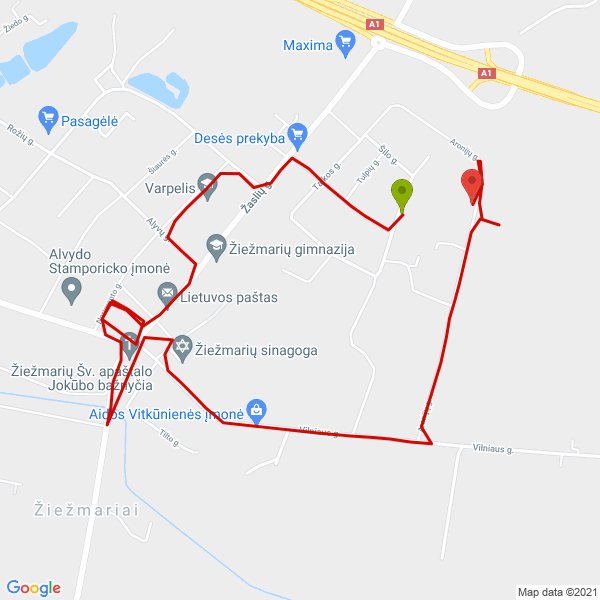 Žiedo g.
A1
Maxima
A1
Pasagėlė
Rožių g.
Desės prekyba
Aronijų g.
Šilo g.
Šiaurės g.
Taikos g.
Tulpių g.
Varpelis
Žaslių g.
Alyvų g.
Žiežmarių gimnazija
Alvydo
Stamporicko įmonė
Lietuvos paštas
Žiežmarių sinagoga
Žiežmarių Šv. apaštalo
Jokūbo bažnyčia
Aidos Vitkūnienės įmonė
Tilto g.
Vilniaus g.
Vilniaus g.
Žiežmariai
Google
Map data ©2021